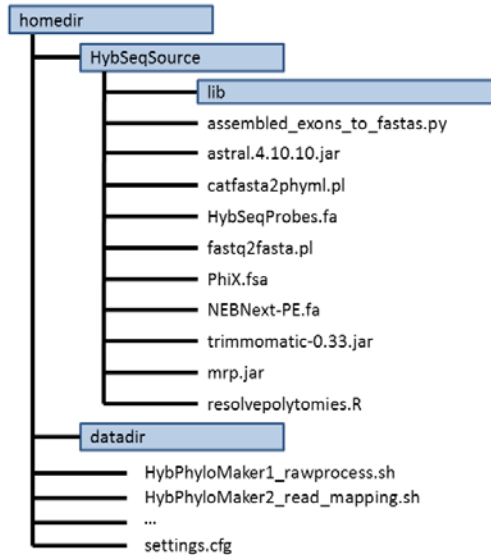 homedir
HybSeqSource
lib
assembled_exons_to_fastas.py
astral.4.10.10.jar
catfasta2phyml.pl
HybSeqProbes.fa
fastq2fasta.pl
PhiX.fsa
NEBNext-PE.fa
trimmomatic-0.33.jar
mrp.jar
resolvepolytomies.R
datadir
HybPhyloMaker1_rawprocess.sh
HybPhyloMaker2_read_mapping.sh
...
settings.cfg